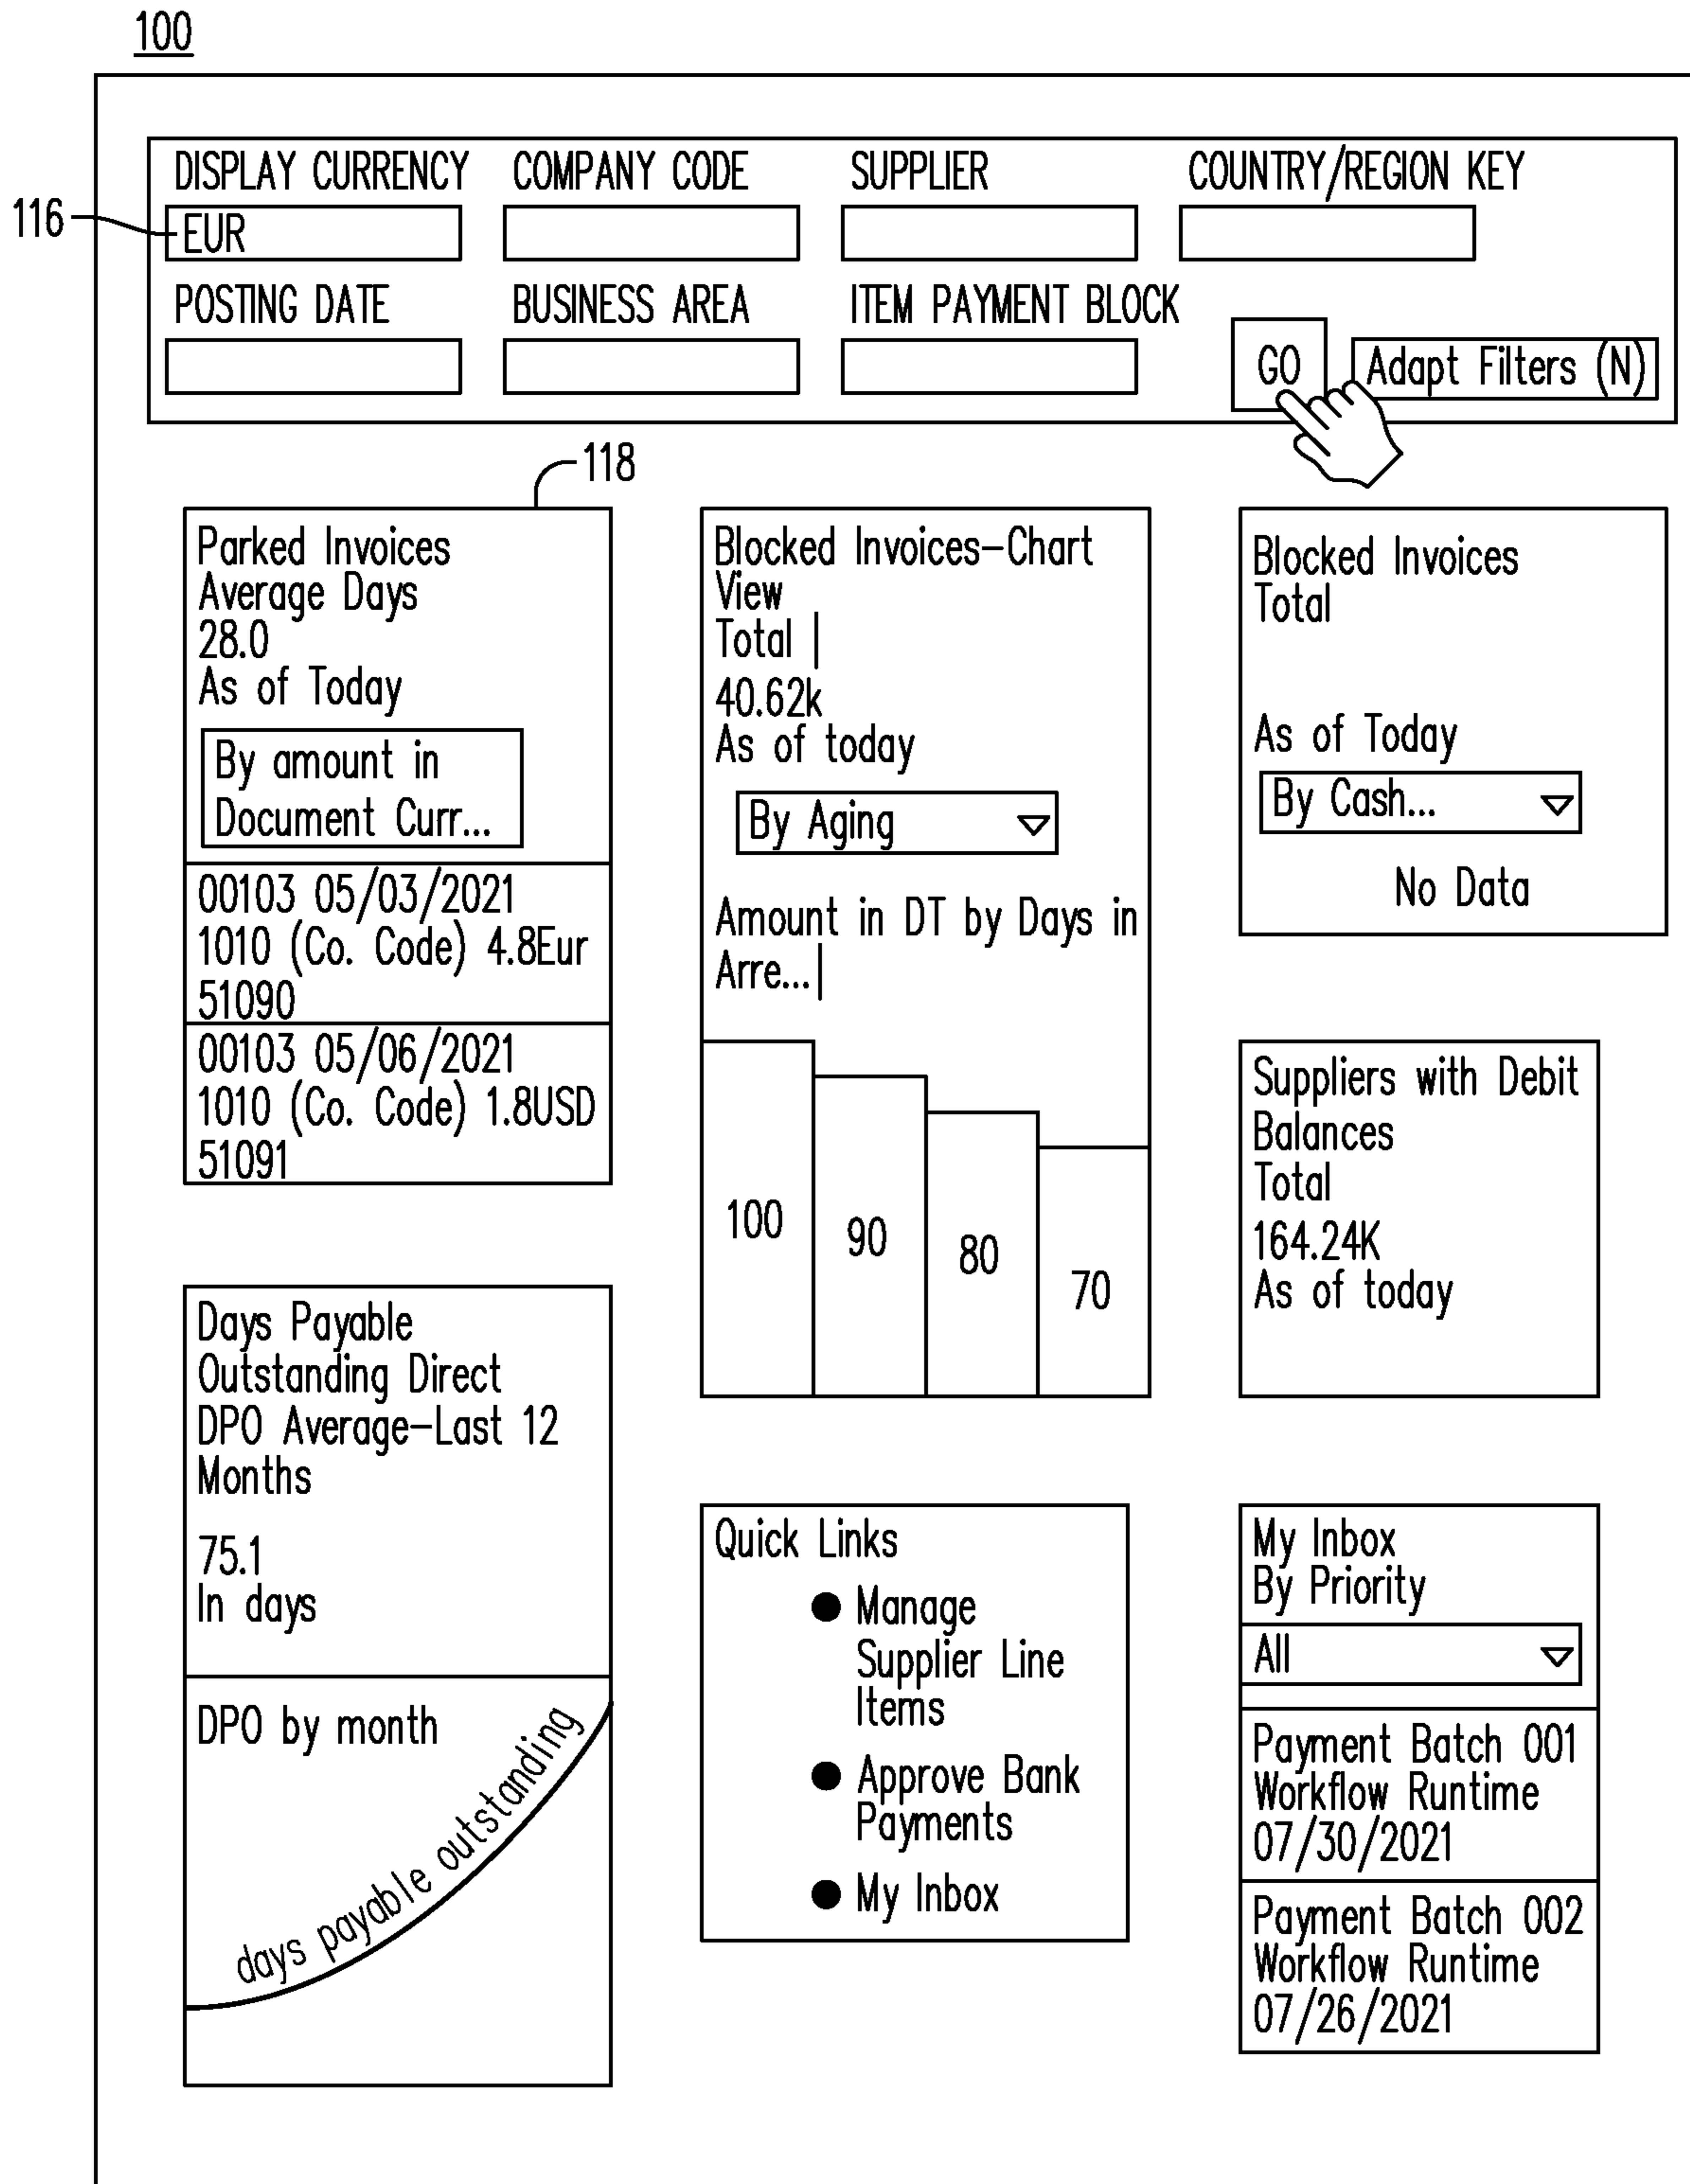 100
DISPLAY CURRENCY COMPANY CODE SUPPLIER COUNTRY/REGION KEY
116
EUR
POSTING DATE BUSINESS AREA ITEM PAYMENT BLOCK
GO
Adapt Filters (N)
118
Parked Invoices
Average Days
28.0
As of Today
By amount in
Document Curr...
00103 05/03/2021
1010 (Co. Code) 4.8Eur
51090
00103 05/06/2021
1010 (Co. Code) 1.8USD
51091
Blocked Invoices-Chart
View
Total |
40.62k
As of today
By Aging
Amount in DT by Days in
Arre...|
100
90
80
70
Blocked Invoices
Total
As of Today
By Cash...
No Data
Suppliers with Debit
Balances
Total
164.24K
As of today
Days Payable
Outstanding Direct
DPO Average-Last 12
Months
75.1
In days
DPO by month
days payable outstanding
Quick Links
● Manage
Supplier Line
Items
● Approve Bank
Payments
● My Inbox
My Inbox
By Priority
All
Payment Batch 001
Workflow Runtime
07/30/2021
Payment Batch 002
Workflow Runtime
07/26/2021